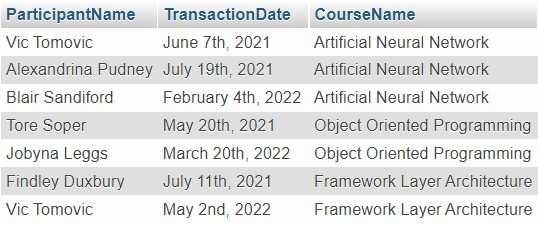 ParticipantName TransactionDate CourseName
Vic Tomovic June 7th, 2021 Artificial Neural Network
Alexandrina Pudney July 19th, 2021 Artificial Neural Network
Blair Sandiford February 4th, 2022 Artificial Neural Network
Tore Soper May 20th, 2021 Object Oriented Programming
Jobyna Leggs March 20th, 2022 Object Oriented Programming
Findley Duxbury July 11th, 2021 Framework Layer Architecture
Vic Tomovic May 2nd, 2022 Framework Layer Architecture